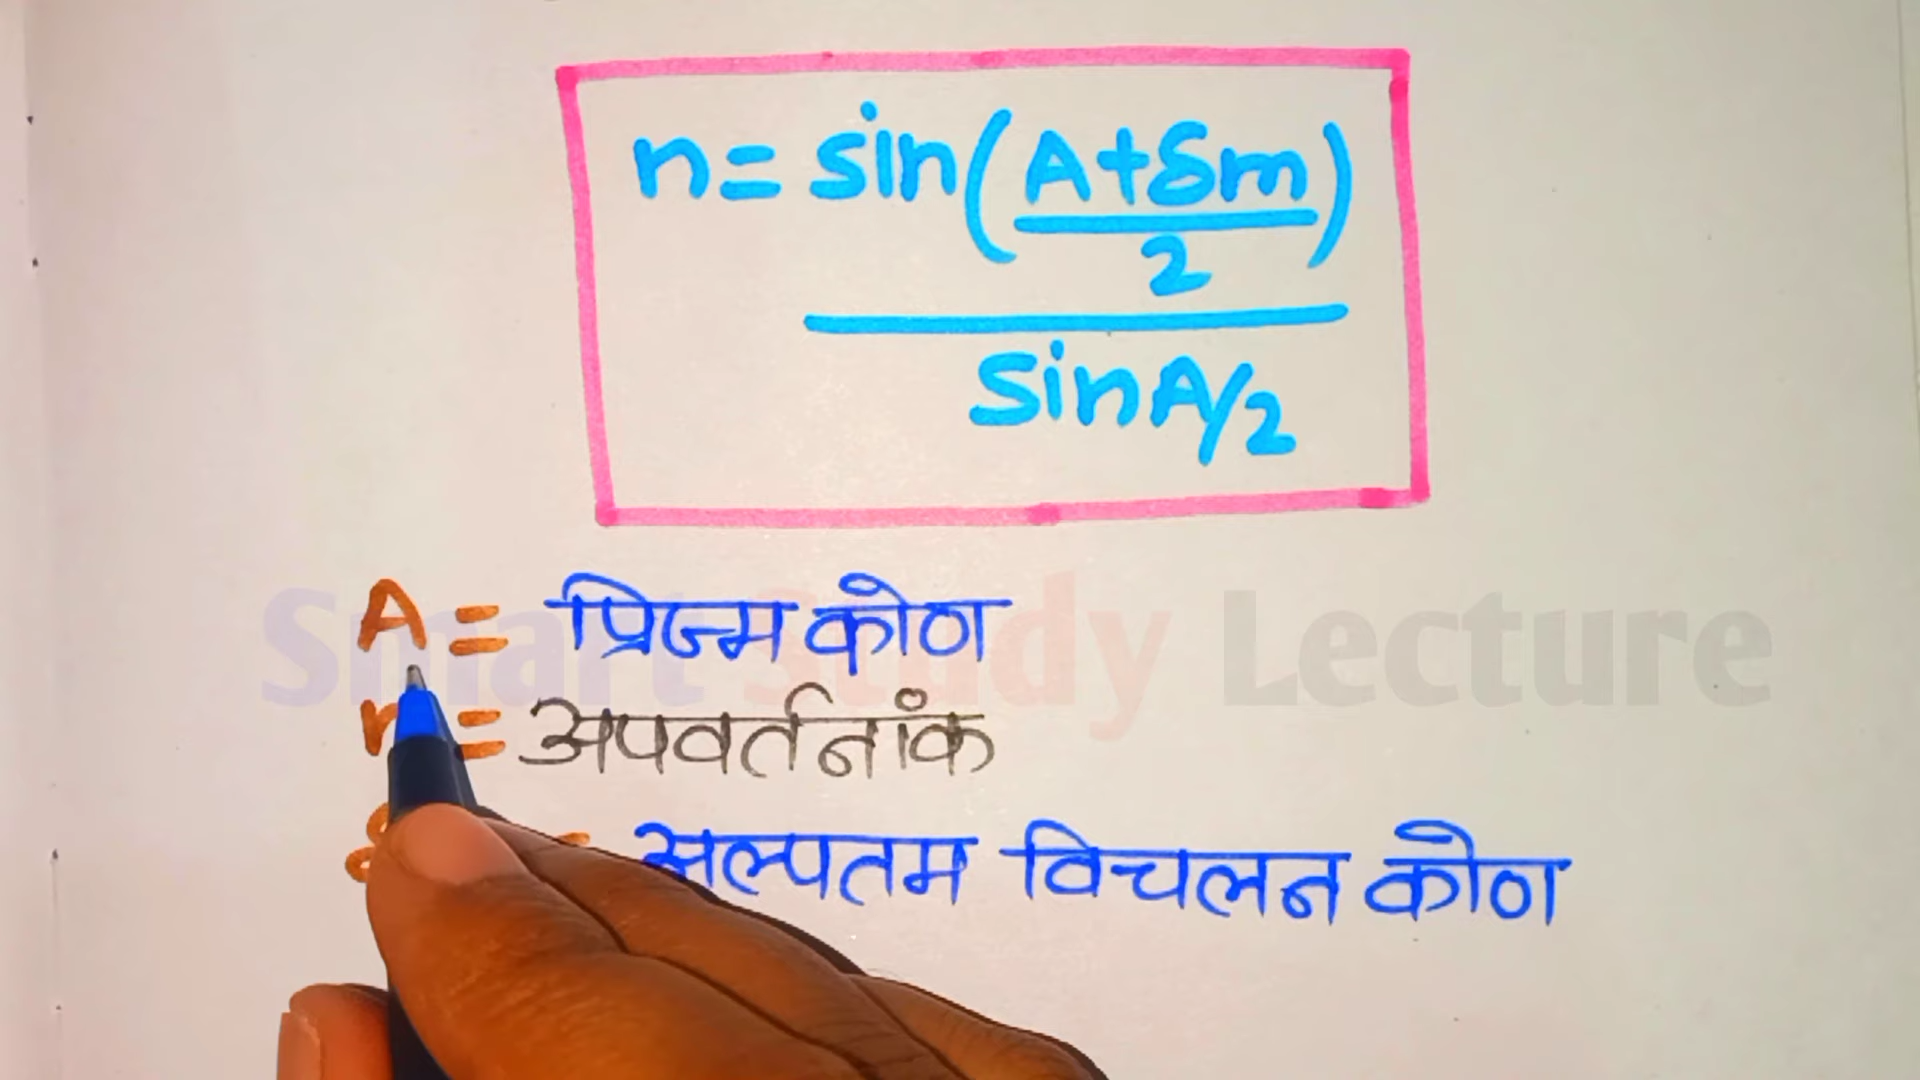 n = sin(A+δm/2)
sinA/2
A = प्रिज्म कोण
Smart Study Lecture
n = अपवर्तनांक
= अल्पतम विचलन कोण